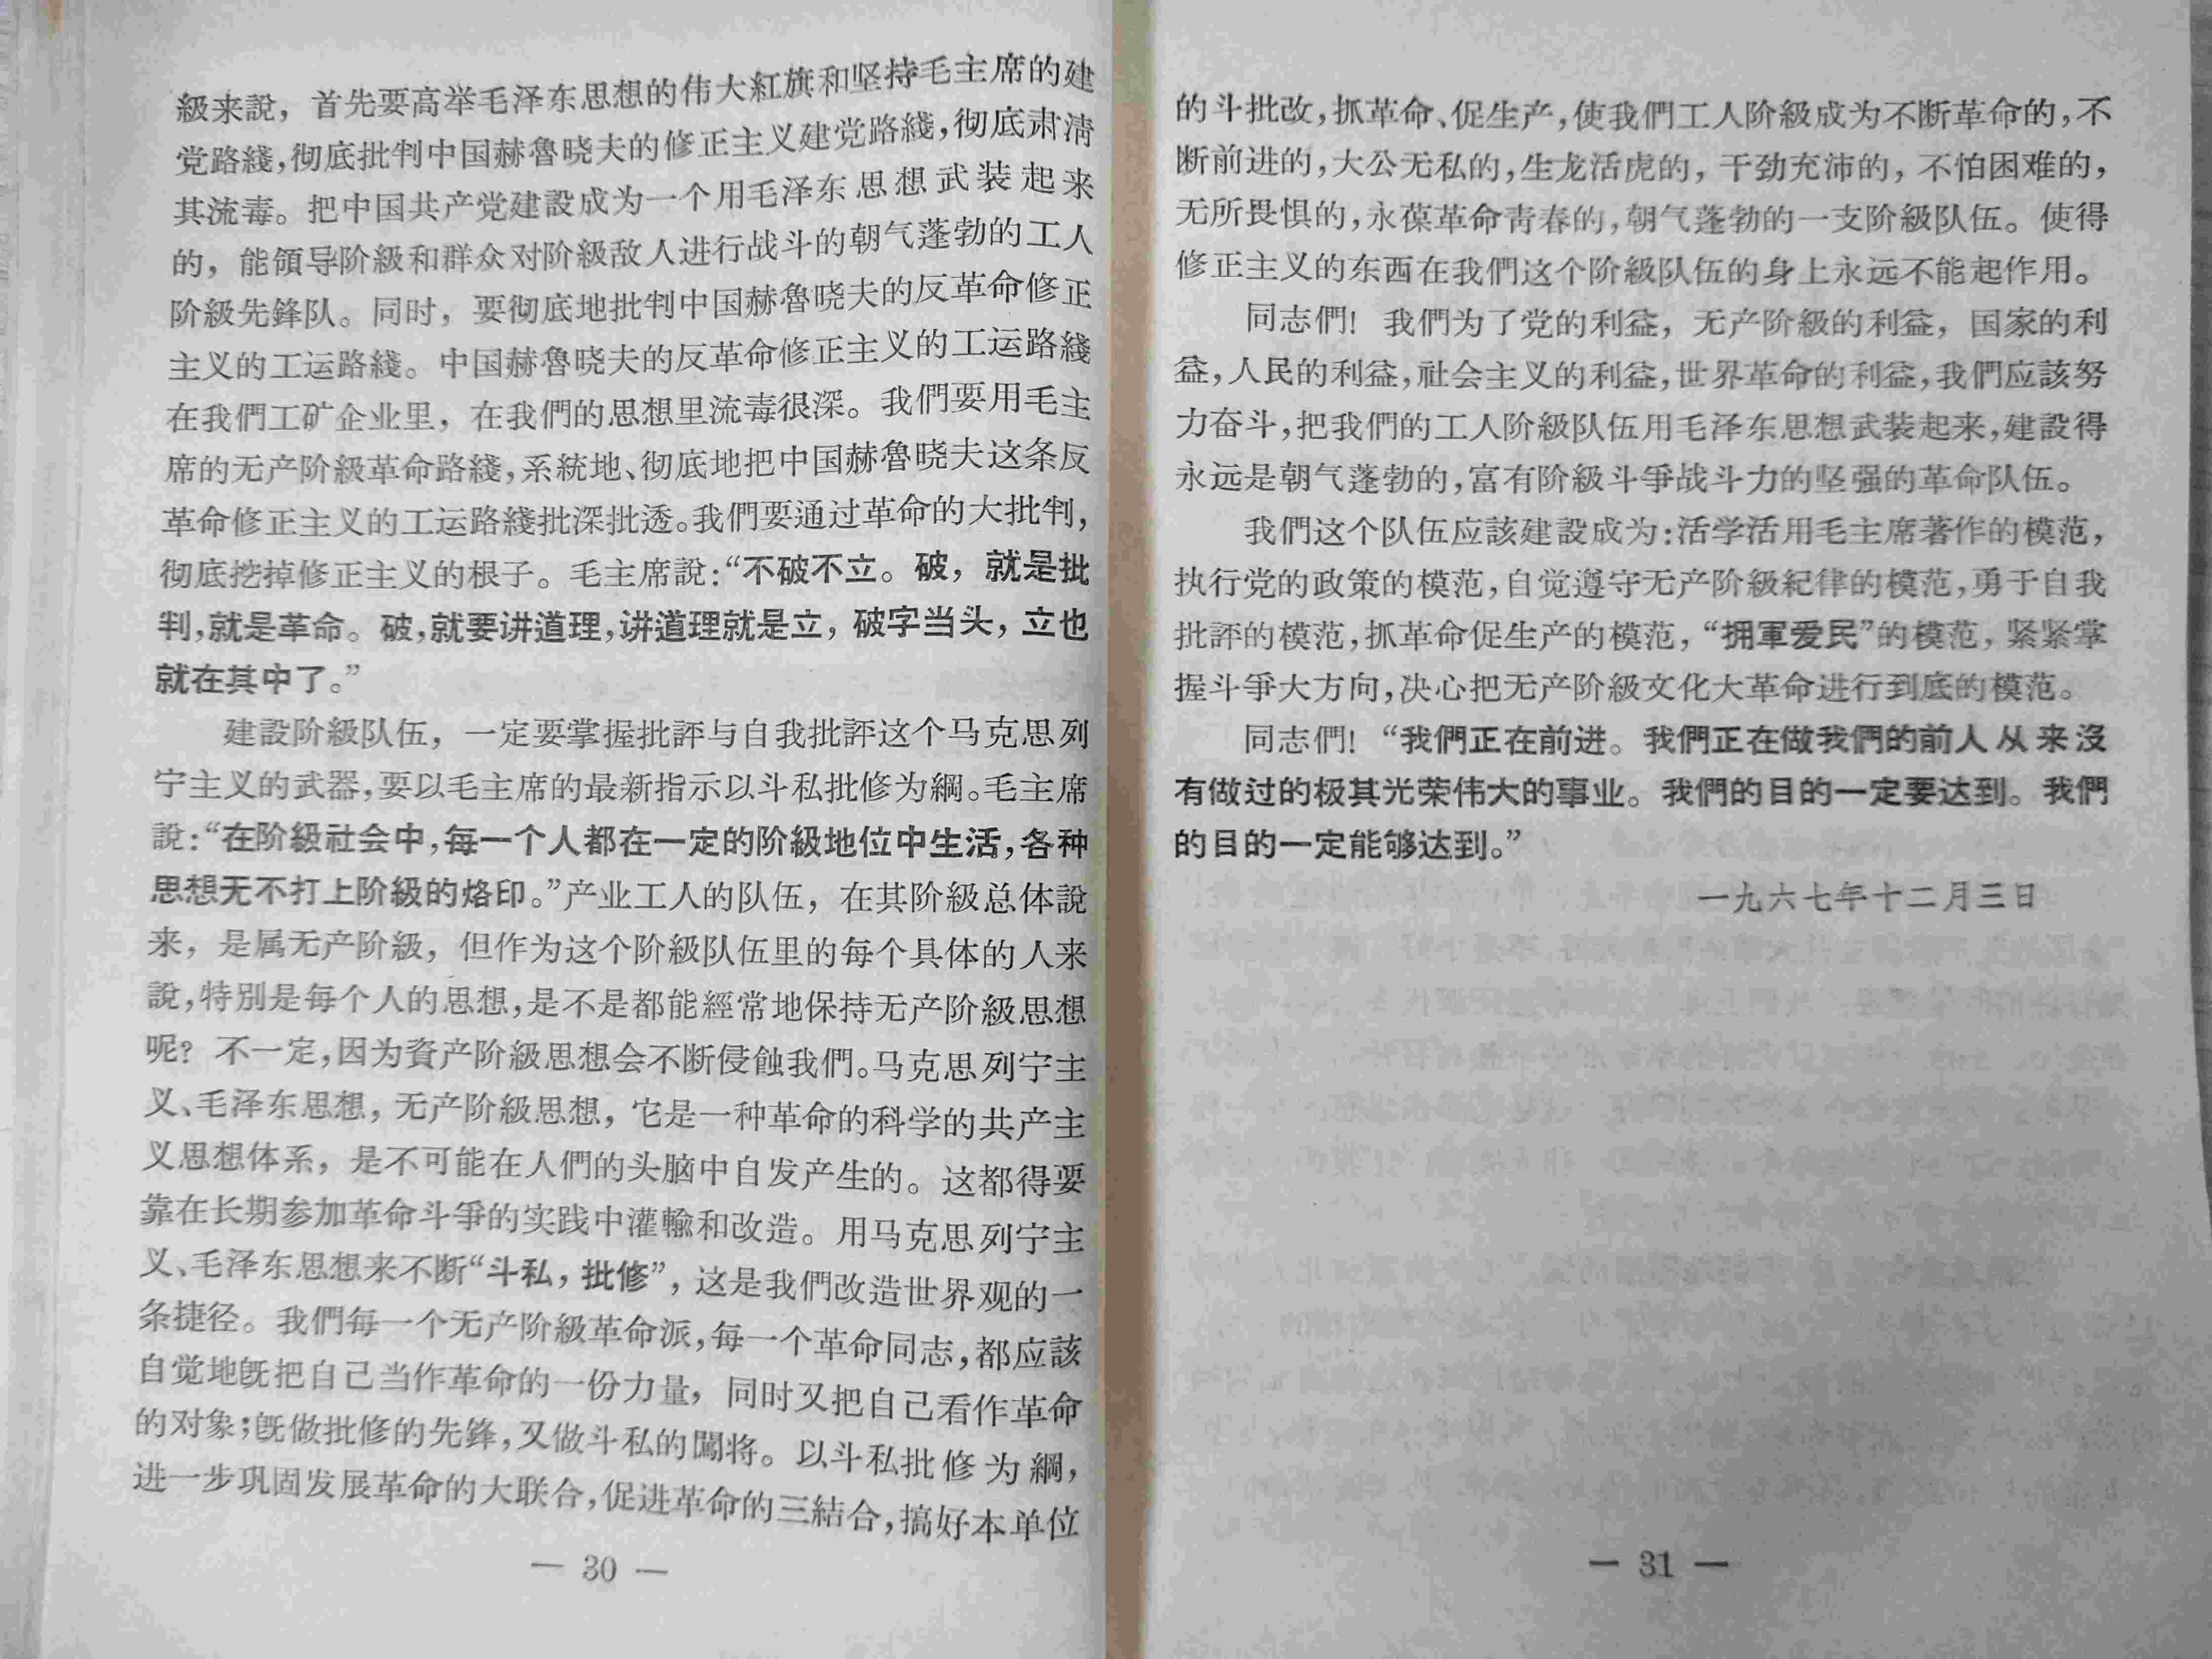 級来說，首先要高举毛泽东思想的伟大紅旗和坚持毛主席的建
党路綫，彻底批判中国赫魯晓夫的修正主义建党路綫，彻底肃清
其流毒。把中国共产党建設成为一个用毛泽东思想武装起来
的，能領导阶級和群众对阶級敌人进行战斗的朝气蓬勃的工人
阶級先鋒队。同时，要彻底地批判中国赫魯晓夫的反革命修正
主义的工运路綫。中国赫魯晓夫的反革命修正主义的工运路綫
在我們工矿企业里，在我們的思想里流毒很深。我們要用毛主
席的无产阶級革命路綫，系統地、彻底地把中国赫魯晓夫这条反
革命修正主义的工运路綫批深批透。我們要通过革命的大批判，
彻底挖掉修正主义的根子。毛主席說：“不破不立。破，就是批
判，就是革命。破，就要讲道理，讲道理就是立，破字当头，立也
就在其中了。”
建設阶級队伍，一定要掌握批評与自我批評这个马克思列
宁主义的武器，要以毛主席的最新指示以斗私批修为綱。毛主席
說：“在阶級社会中，每一个人都在一定的阶級地位中生活，各种
思想无不打上阶級的烙印。”产业工人的队伍，在其阶級总体說
来，是属无产阶級，但作为这个阶級队伍里的每个具体的人来
說，特別是每个人的思想，是不是都能經常地保持无产阶級思想
呢？不一定，因为資产阶級思想会不断侵蝕我們。马克思列宁主
义、毛泽东思想，无产阶級思想，它是一种革命的科学的共产主
义思想体系，是不可能在人們的头脑中自发产生的。这都得要
靠在长期参加革命斗爭的实践中灌輸和改造。用马克思列宁主
义、毛泽东思想来不断“斗私，批修”，这是我們改造世界观的一
条捷径。我們每一个无产阶級革命派，每一个革命同志，都应該
自觉地旣把自己当作革命的一份力量，同时又把自己看作革命
的对象；旣做批修的先鋒，又做斗私的闖将。以斗私批修为綱，
进一步巩固发展革命的大联合，促进革命的三結合，搞好本单位
— 30 —
的斗批改，抓革命、促生产，使我們工人阶級成为不断革命的，不
断前进的，大公无私的，生龙活虎的，干劲充沛的，不怕困难的，
无所畏惧的，永葆革命青春的，朝气蓬勃的一支阶級队伍。使得
修正主义的东西在我們这个阶級队伍的身上永远不能起作用。
同志們！我們为了党的利益，无产阶級的利益，国家的利
益，人民的利益，社会主义的利益，世界革命的利益，我們应該努
力奋斗，把我們的工人阶級队伍用毛泽东思想武装起来，建設得
永远是朝气蓬勃的，富有阶級斗爭战斗力的坚强的革命队伍。
我們这个队伍应該建設成为：活学活用毛主席著作的模范，
执行党的政策的模范，自觉遵守无产阶級紀律的模范，勇于自我
批評的模范，抓革命促生产的模范，“拥軍爱民”的模范，紧紧掌
握斗爭大方向，决心把无产阶級文化大革命进行到底的模范。
同志們！“我們正在前进。我們正在做我們的前人从来沒
有做过的极其光荣伟大的事业。我們的目的一定要达到。我們
的目的一定能够达到。”
一九六七年十二月三日
— 31 —